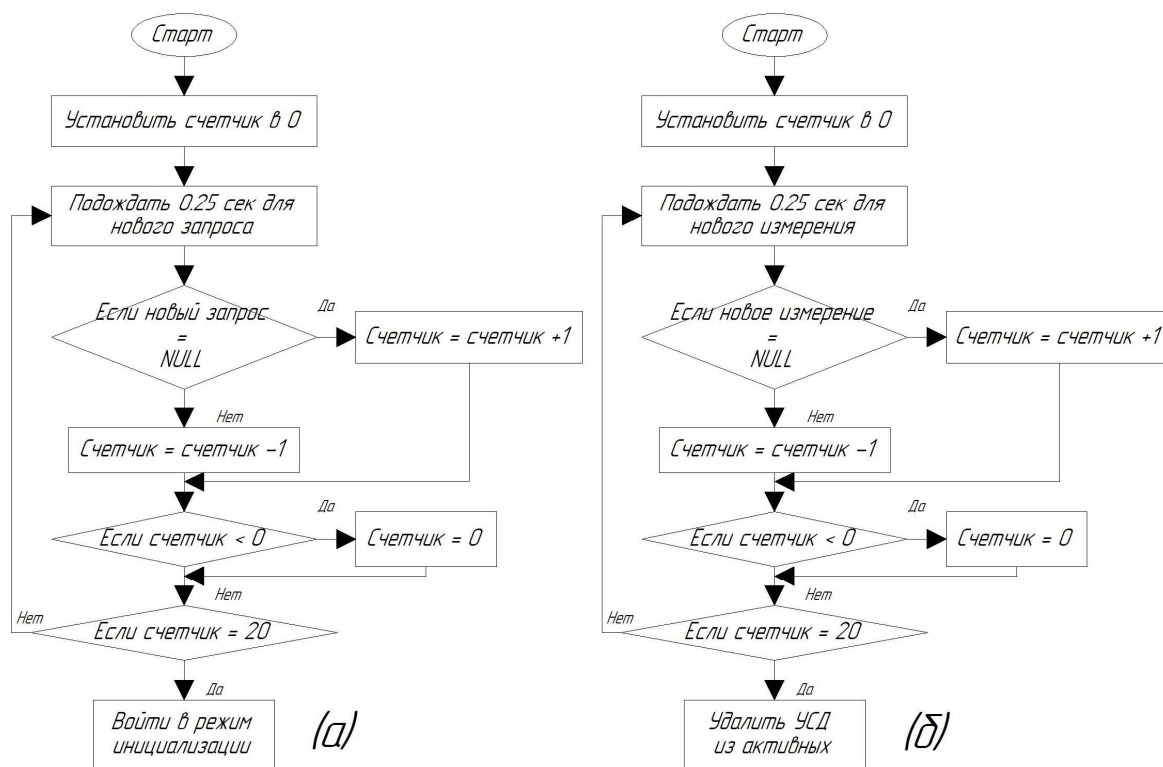 Старт
Установить счетчик в 0
Подождать 0.25 сек для
нового запроса
Если новый запрос
=
NULL
Да
Счетчик = счетчик +1
Нет
Счетчик = счетчик -1
Если счетчик < 0
Да
Счетчик = 0
Нет
Нет
Если счетчик = 20
Да
Войти в режим
инициализации
(а)
Старт
Установить счетчик в 0
Подождать 0.25 сек для
нового измерения
Если новое измерение
=
NULL
Да
Счетчик = счетчик +1
Нет
Счетчик = счетчик -1
Если счетчик < 0
Да
Счетчик = 0
Нет
Нет
Если счетчик = 20
Да
Удалить УСД
из активных
(б)